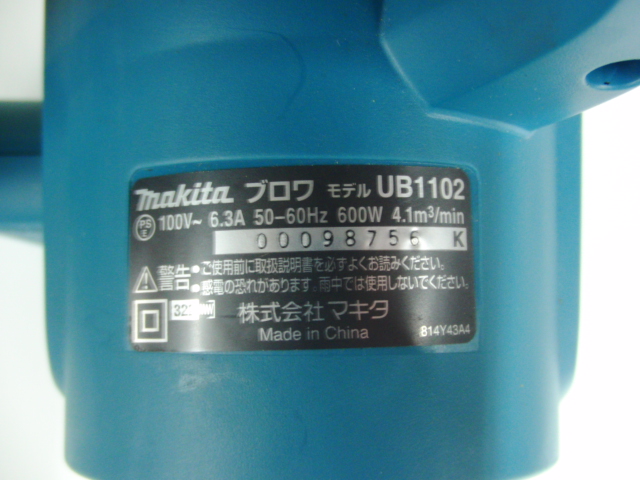 makita ブロワ モデル UB1102
PS E 100V~ 6.3A 50-60Hz 600W 4.1m³/min
00098756 K
警告 ●ご使用前に取扱説明書を必ずよくお読みください。
●感電の恐れがあります。雨中では使用しないでください。
株式会社 マキタ
Made in China
814Y43A4